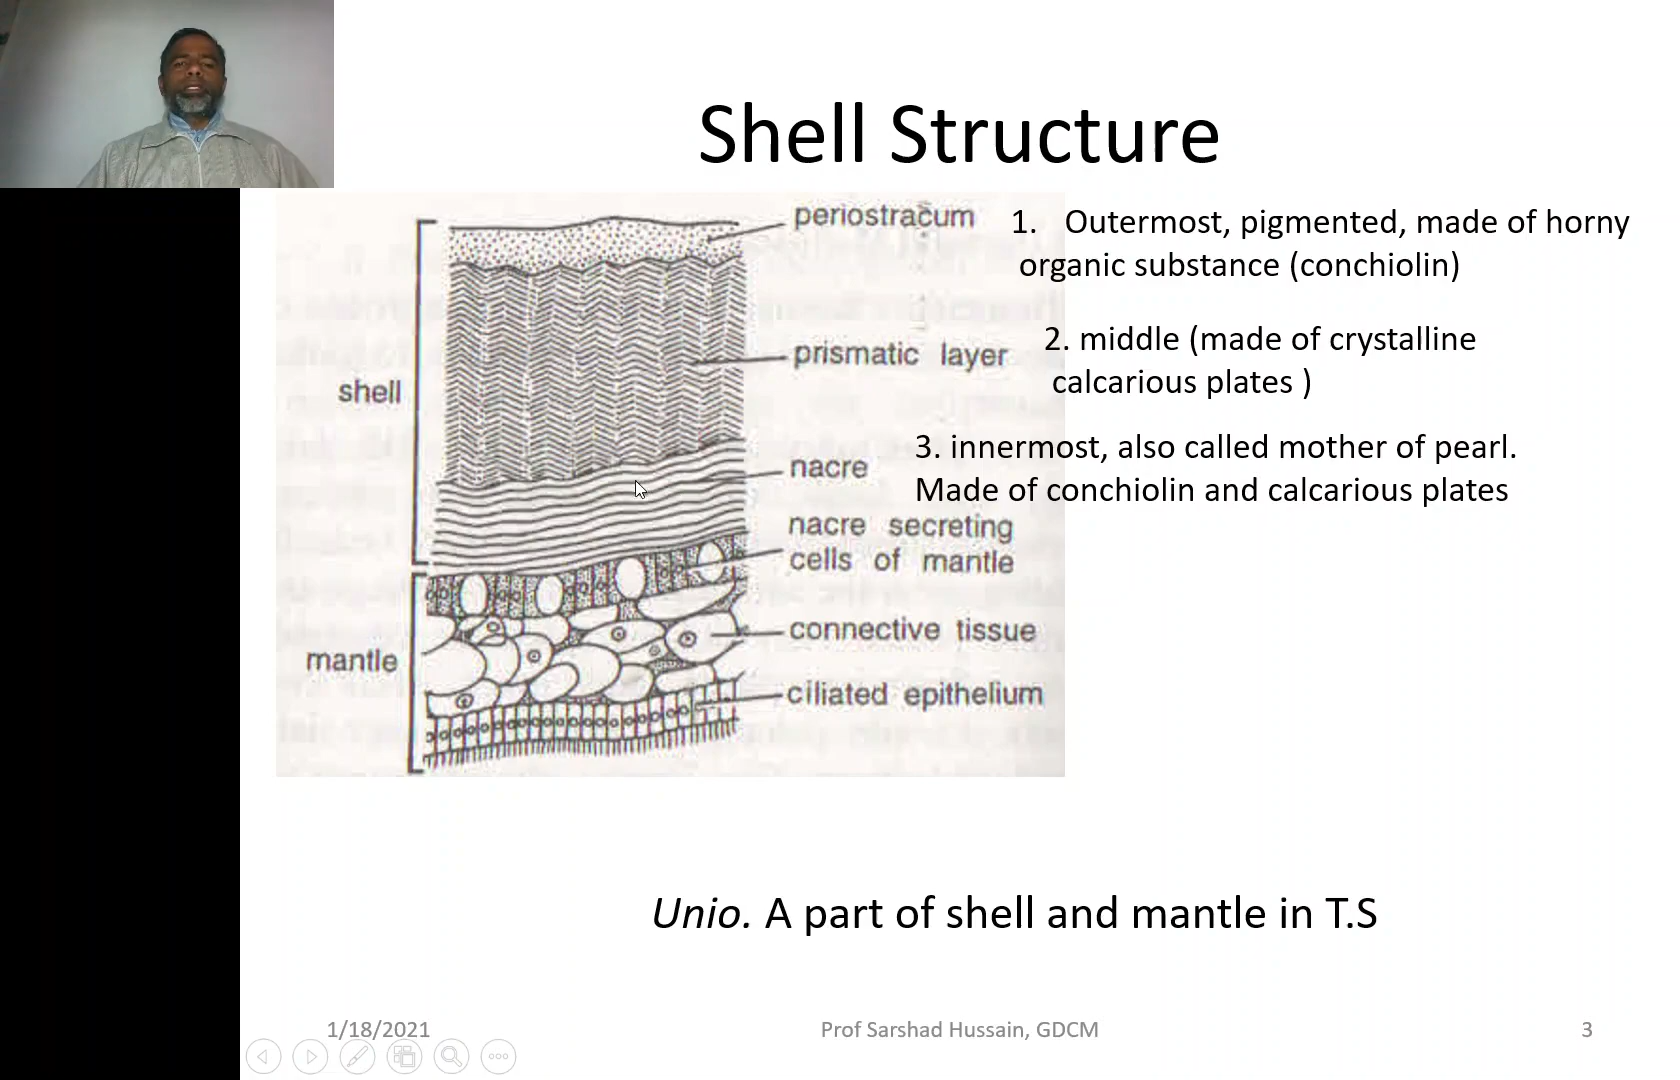 Shell Structure
periostracum
1. Outermost, pigmented, made of horny
organic substance (conchiolin)
prismatic layer
2. middle (made of crystalline
calcarious plates )
shell
nacre
3. innermost, also called mother of pearl.
Made of conchiolin and calcarious plates
nacre secreting
cells of mantle
connective tissue
mantle
ciliated epithelium
Unio. A part of shell and mantle in T.S
1/18/2021
Prof Sarshad Hussain, GDCM
3